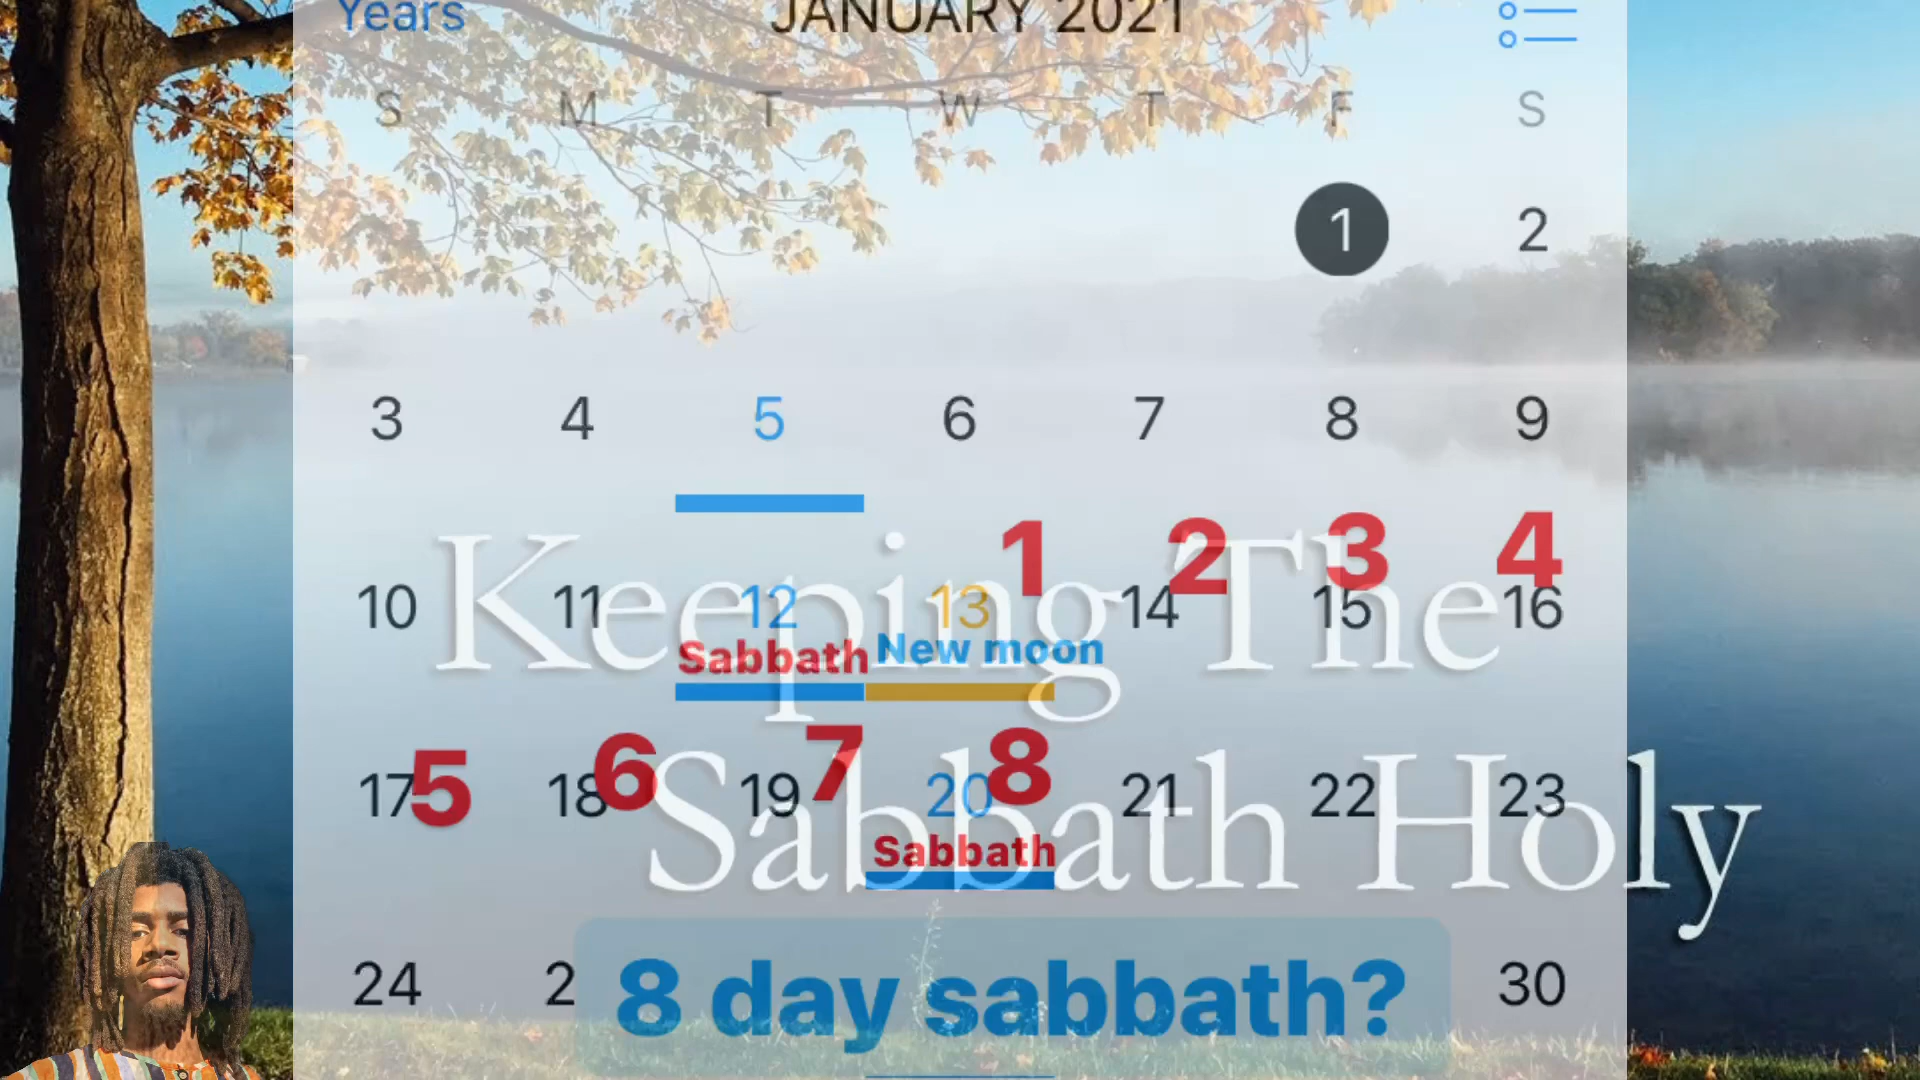 Years JANUARY 2021
S M T W T F S
1 2
3 4 5 6 7 8 9
1 2 3 4
10 11 12 13 14 15 16
Keeping The
Sabbath New moon
5 6 7 8
17 18 19 20 21 22 23
Sabbath Holy
Sabbath
24 2 30
8 day sabbath?